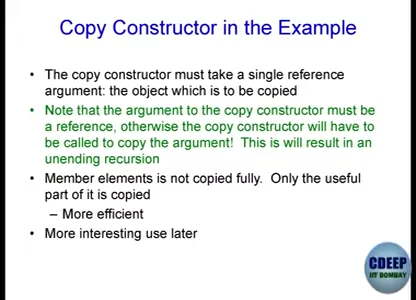 Copy Constructor in the Example
• The copy constructor must take a single reference
argument: the object which is to be copied
• Note that the argument to the copy constructor must be
a reference, otherwise the copy constructor will have to
be called to copy the argument! This is will result in an
unending recursion
• Member elements is not copied fully. Only the useful
part of it is copied
– More efficient
• More interesting use later
CDEEP
IIT BOMBAY